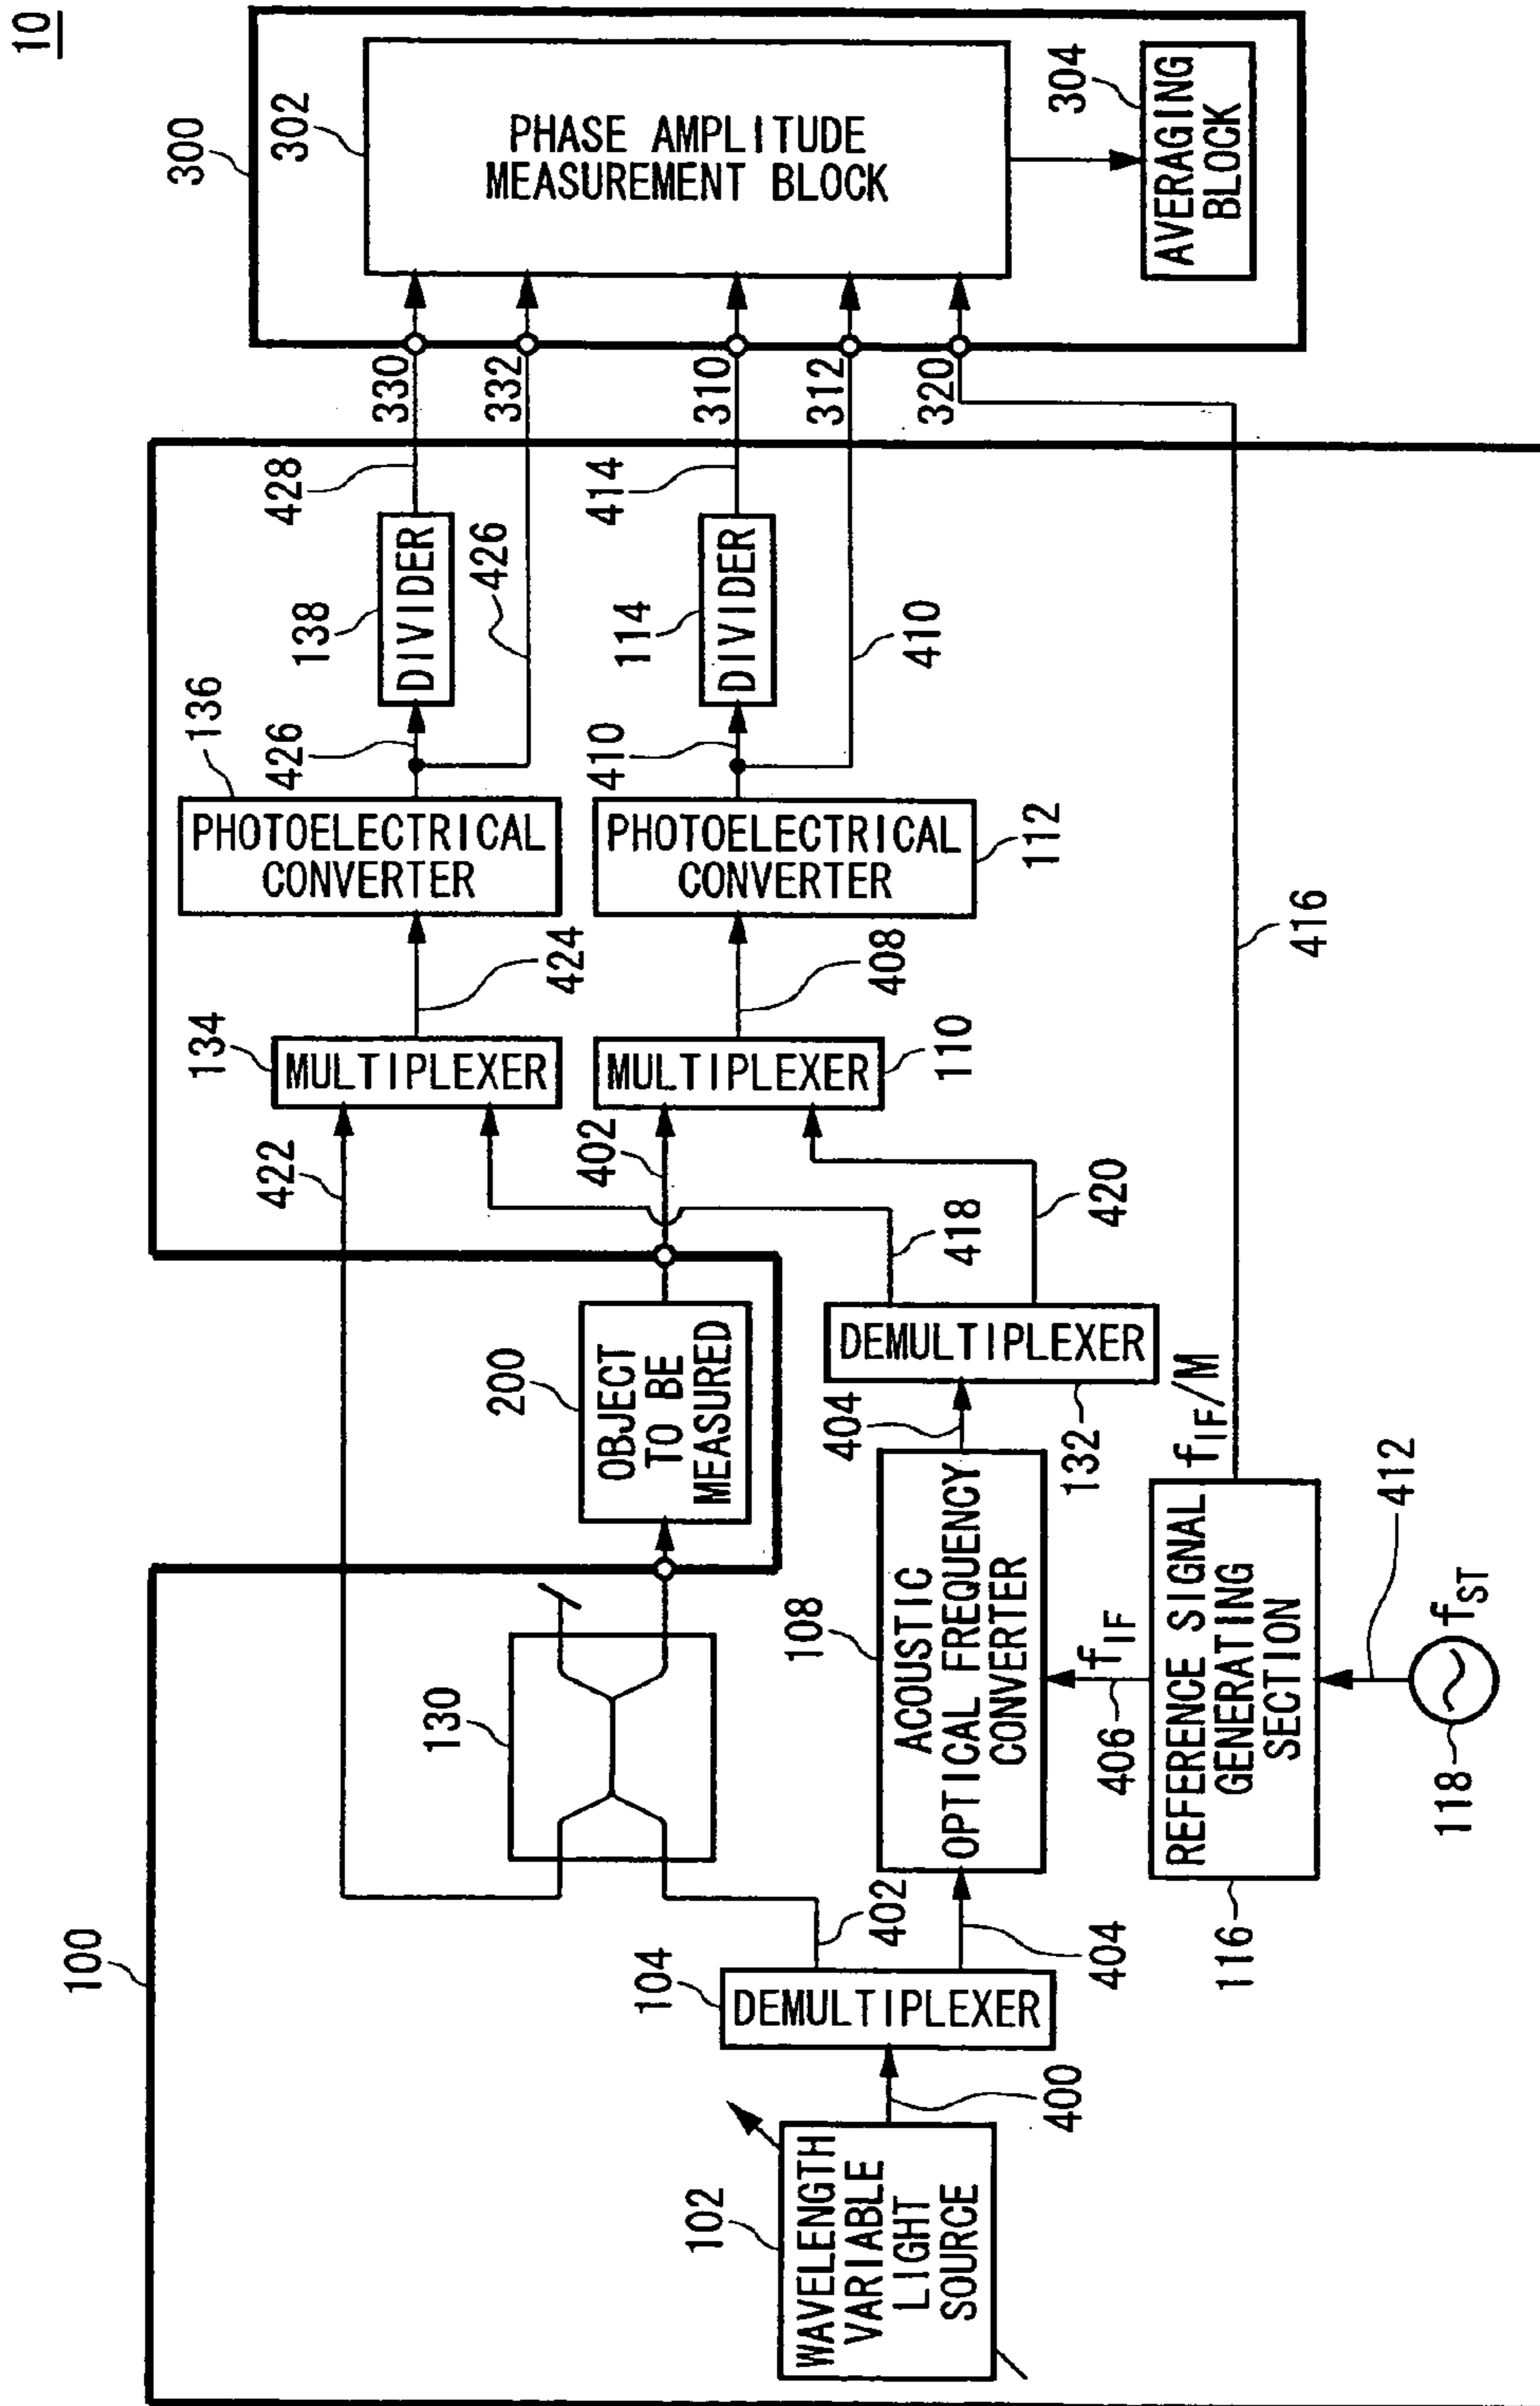 10
100
300
302
PHASE AMPLITUDE
MEASUREMENT BLOCK
304
AVERAGING
BLOCK
330
332
310
312
320
428
138
DIVIDER
426
414
114
DIVIDER
410
136
426
PHOTOELECTRICAL
CONVERTER
410
PHOTOELECTRICAL
CONVERTER
112
424
408
416
134
MULTIPLEXER
MULTIPLEXER
110
422
402
418
420
200
OBJECT
TO BE
MEASURED
DEMULTIPLEXER
132
404
130
108
ACOUSTIC
OPTICAL FREQUENCY
CONVERTER
fIF/M
fIF
406
REFERENCE SIGNAL
GENERATING
SECTION
116
412
fST
118
402
404
104
DEMULTIPLEXER
400
102
WAVELENGTH
VARIABLE
LIGHT
SOURCE